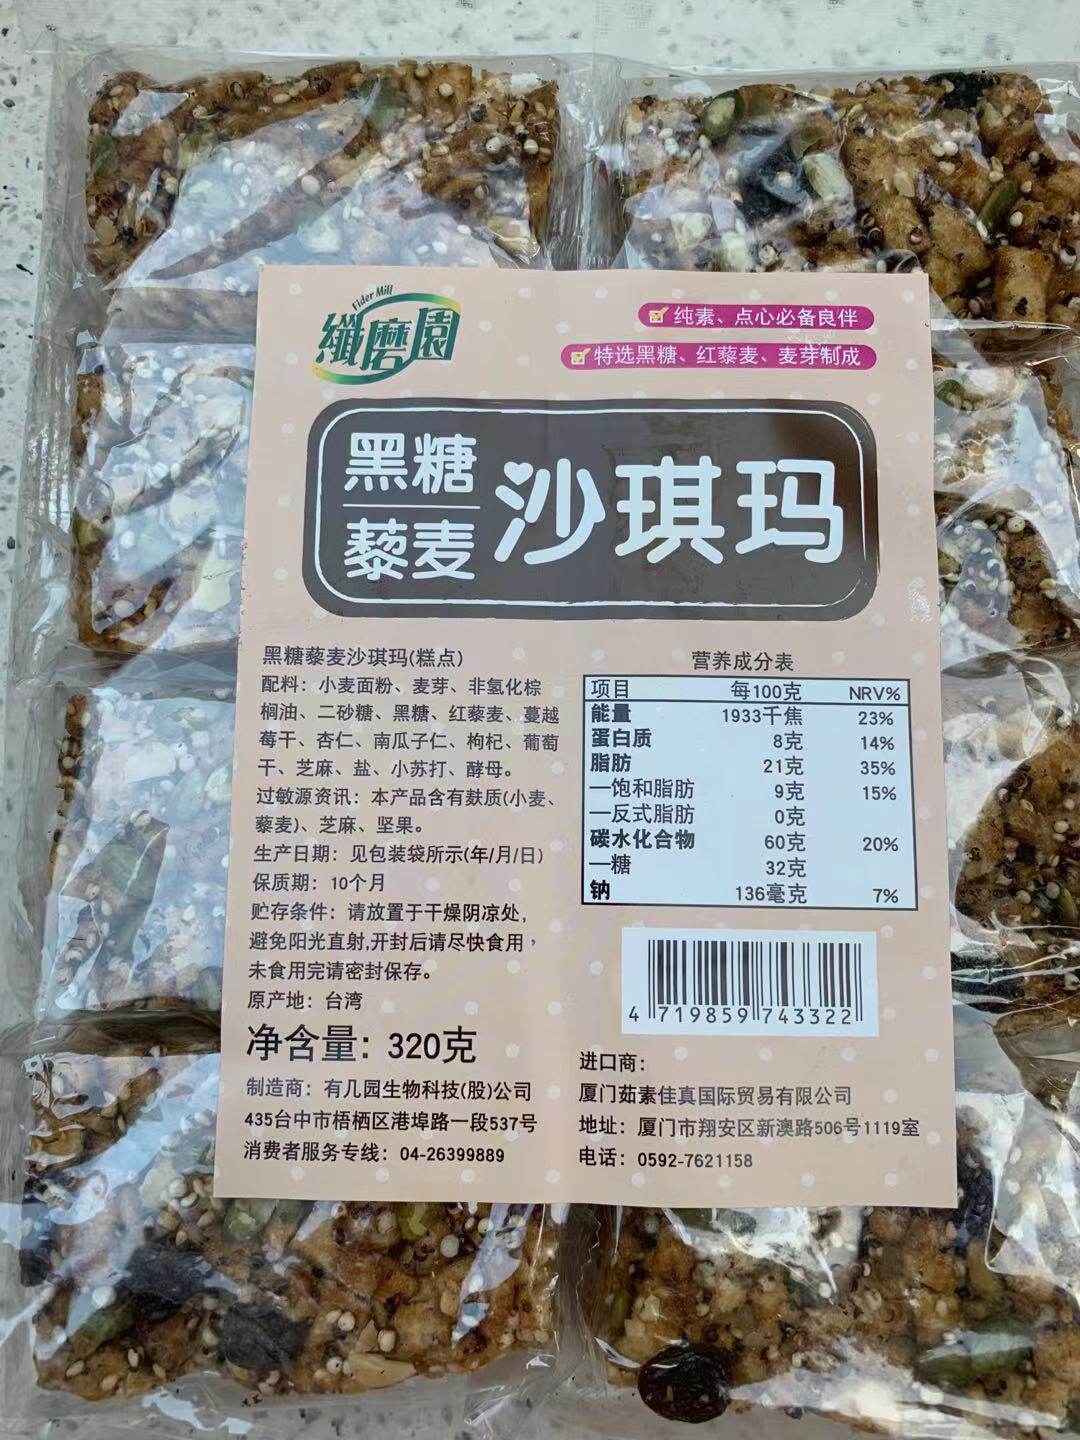 Fider Mill
纖磨園
纯素、点心必备良伴
特选黑糖、红藜麦、麦芽制成
黑糖
藜麦
沙琪玛
黑糖藜麦沙琪玛(糕点)
配料：小麦面粉、麦芽、非氢化棕
榈油、二砂糖、黑糖、红藜麦、蔓越
莓干、杏仁、南瓜子仁、枸杞、葡萄
干、芝麻、盐、小苏打、酵母。
过敏源资讯：本产品含有麸质(小麦、
藜麦)、芝麻、坚果。
生产日期：见包装袋所示(年/月/日)
保质期：10个月
贮存条件：请放置于干燥阴凉处，
避免阳光直射,开封后请尽快食用，
未食用完请密封保存。
原产地：台湾
净含量：320克
制造商：有几园生物科技(股)公司
435台中市梧栖区港埠路一段537号
消费者服务专线：04-26399889
营养成分表
项目 每100克 NRV%
能量 1933千焦 23%
蛋白质 8克 14%
脂肪 21克 35%
—饱和脂肪 9克 15%
—反式脂肪 0克
碳水化合物 60克 20%
—糖 32克
钠 136毫克 7%
4 719859 743322
进口商：
厦门茹素佳真国际贸易有限公司
地址：厦门市翔安区新澳路506号1119室
电话：0592-7621158